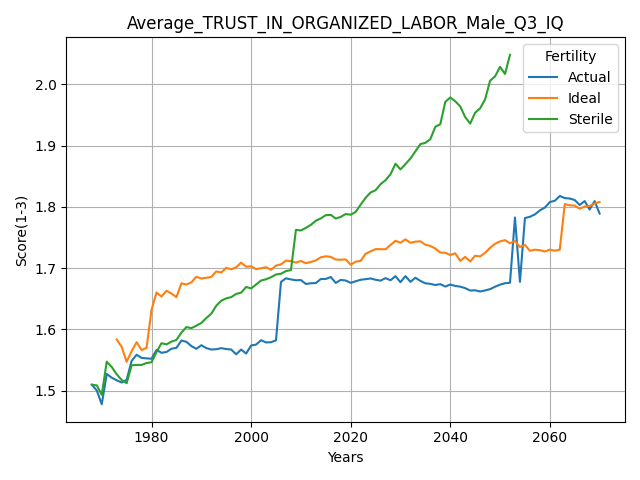 Average_TRUST_IN_ORGANIZED_LABOR_Male_Q3_IQ
Fertility
Actual
Ideal
Sterile
Score(1-3)
2.0
1.9
1.8
1.7
1.6
1.5
1980 2000 2020 2040 2060
Years